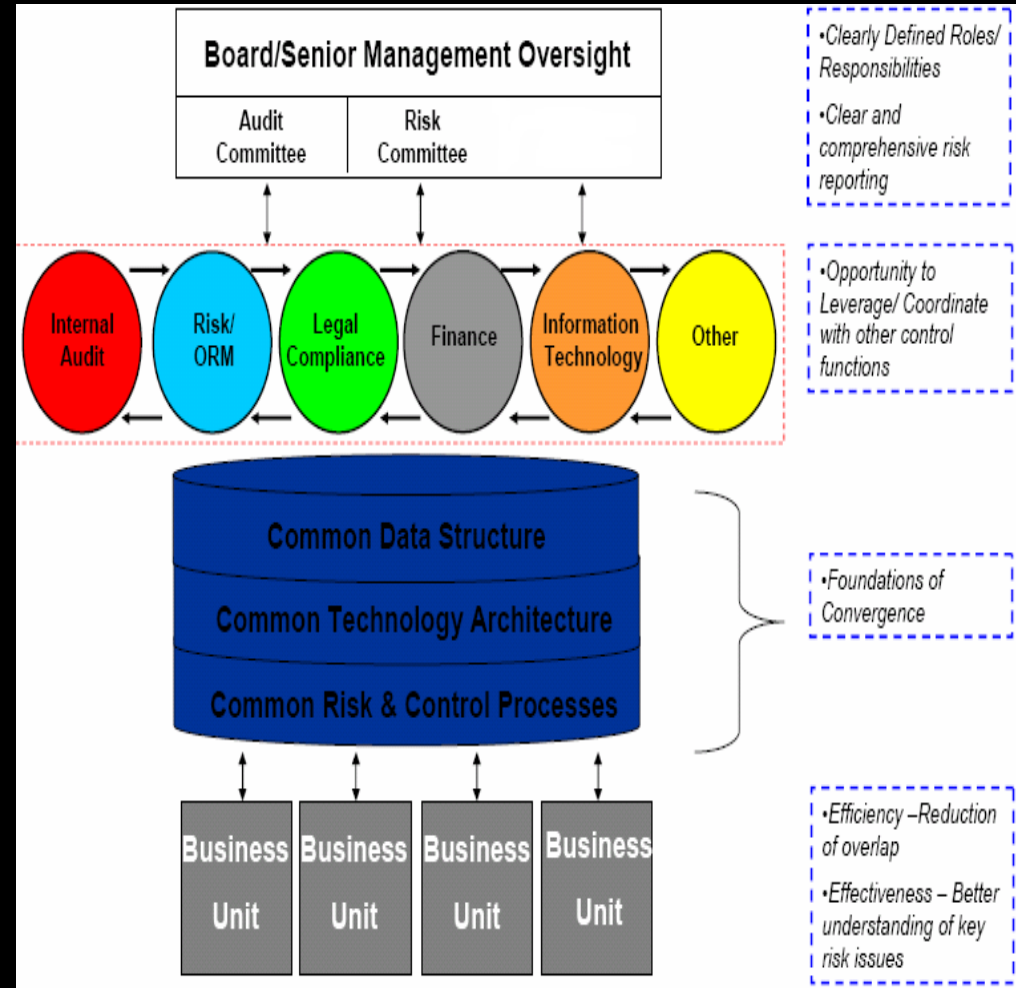 Board/Senior Management Oversight
Audit
Committee
Risk
Committee
•Clearly Defined Roles/
Responsibilities
•Clear and
comprehensive risk
reporting
Internal
Audit
Risk/
ORM
Legal
Compliance
Finance
Information
Technology
Other
•Opportunity to
Leverage/ Coordinate
with other control
functions
Common Data Structure
Common Technology Architecture
Common Risk & Control Processes
•Foundations of
Convergence
Business
Unit
Business
Unit
Business
Unit
Business
Unit
•Efficiency –Reduction
of overlap
•Effectiveness – Better
understanding of key
risk issues